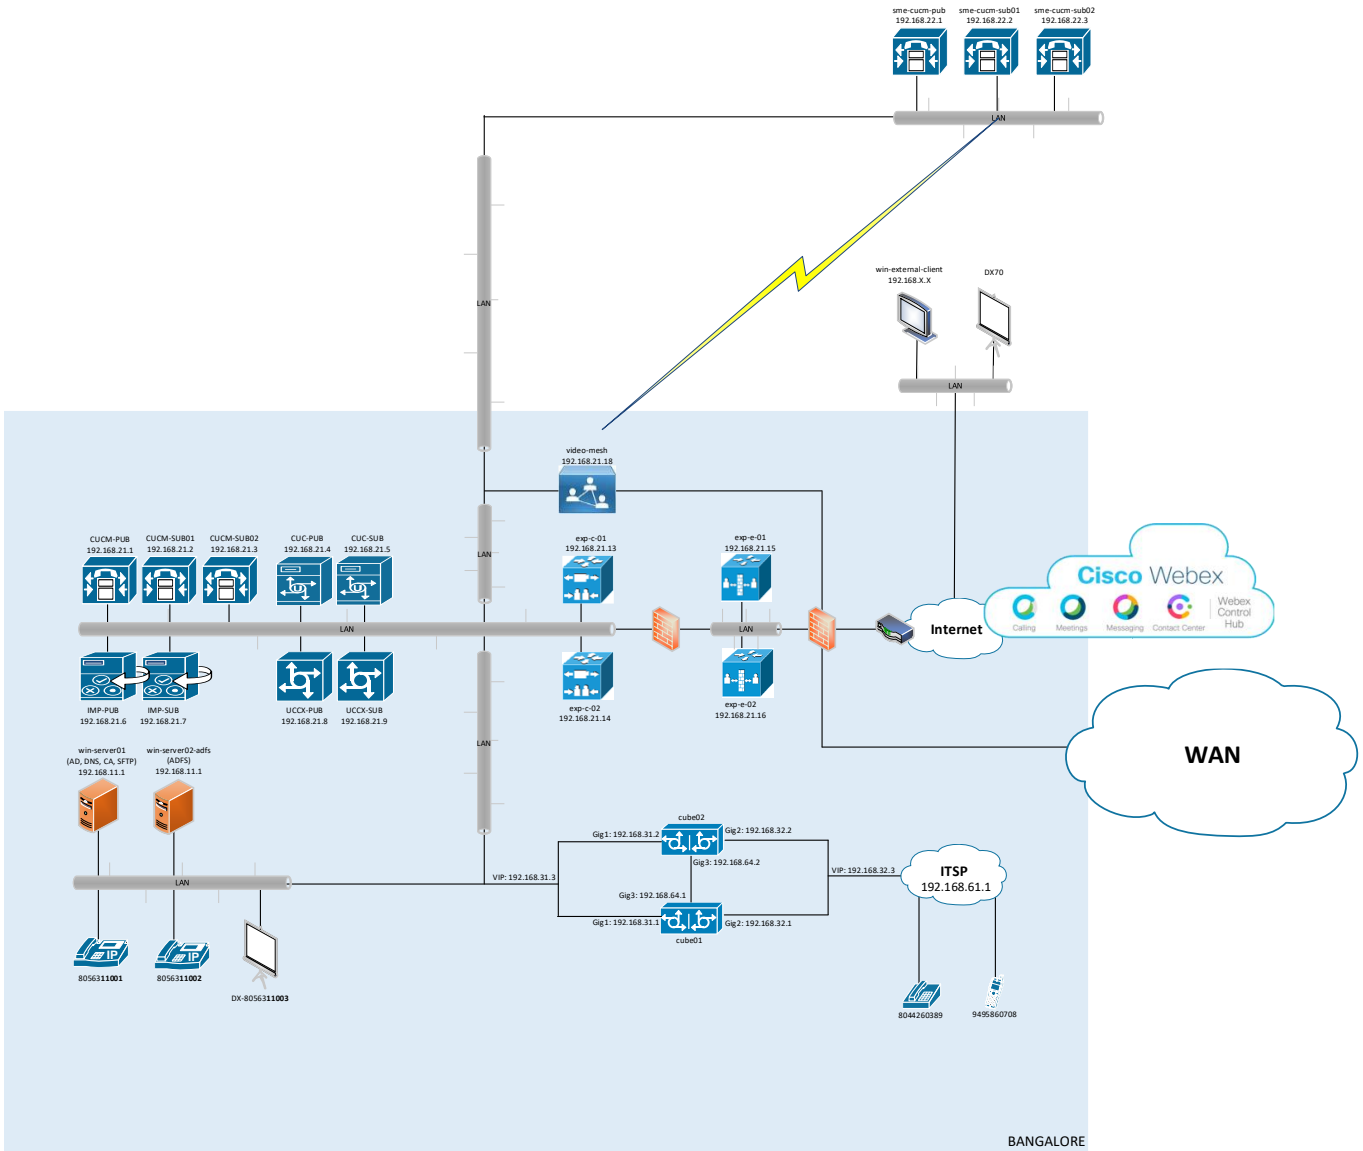 sme-cucm-pub
192.168.22.1
sme-cucm-sub01
192.168.22.2
sme-cucm-sub02
192.168.22.3
LAN
LAN
win-external-client
192.168.X.X
DX70
LAN
video-mesh
192.168.21.18
CUCM-PUB
192.168.21.1
CUCM-SUB01
192.168.21.2
CUCM-SUB02
192.168.21.3
CUC-PUB
192.168.21.4
CUC-SUB
192.168.21.5
LAN
exp-c-01
192.168.21.13
exp-e-01
192.168.21.15
Cisco Webex
Calling
Meetings
Messaging
Contact Center
Webex
Control
Hub
LAN
LAN
Internet
IMP-PUB
192.168.21.6
IMP-SUB
192.168.21.7
UCCX-PUB
192.168.21.8
UCCX-SUB
192.168.21.9
exp-c-02
192.168.21.14
exp-e-02
192.168.21.16
LAN
WAN
win-server01
(AD, DNS, CA, SFTP)
192.168.11.1
win-server02-adfs
(ADFS)
192.168.11.1
cube02
Gig1: 192.168.31.2
Gig2: 192.168.32.2
Gig3: 192.168.64.2
VIP: 192.168.31.3
VIP: 192.168.32.3
ITSP
192.168.61.1
LAN
Gig3: 192.168.64.1
Gig1: 192.168.31.1
Gig2: 192.168.32.1
cube01
IP
IP
8056311001
8056311002
DX-8056311003
8044260389
9495860708
BANGALORE